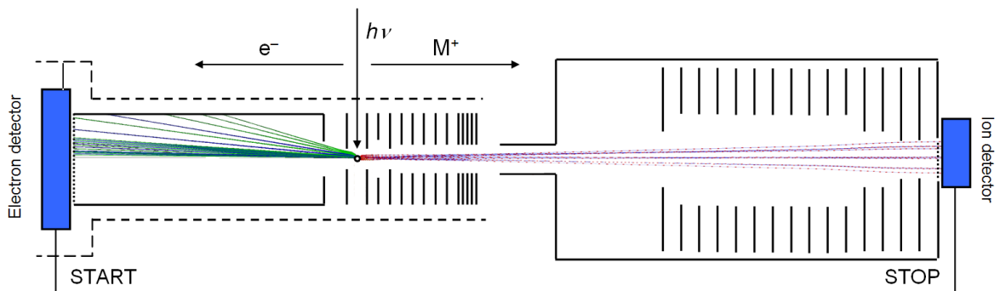 hν
e⁻
M⁺
Electron detector
Ion detector
START
STOP